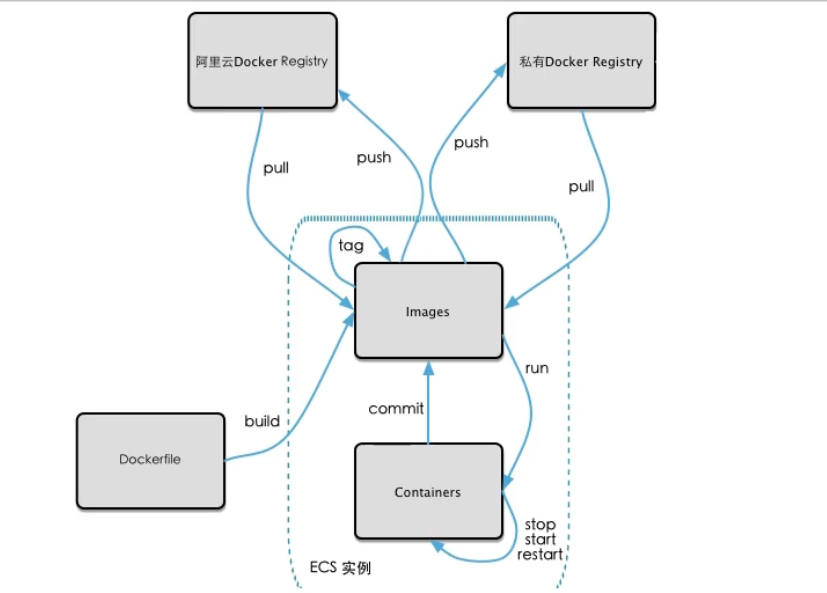 阿里云Docker Registry
私有Docker Registry
push
push
pull
pull
tag
Images
run
commit
build
Dockerfile
Containers
stop
start
restart
ECS 实例